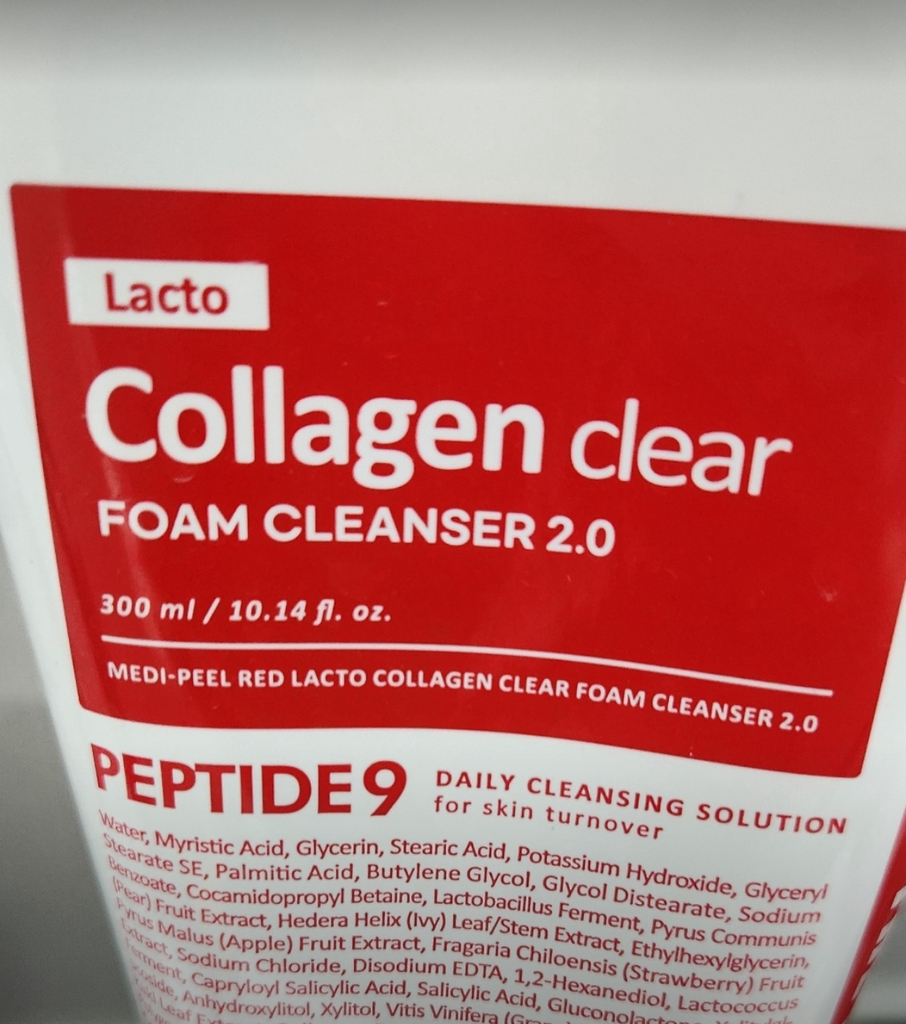 Lacto
Collagen clear
FOAM CLEANSER 2.0
300 ml / 10.14 fl. oz.
MEDI-PEEL RED LACTO COLLAGEN CLEAR FOAM CLEANSER 2.0
PEPTIDE 9
DAILY CLEANSING SOLUTION
for skin turnover
Water, Myristic Acid, Glycerin, Stearic Acid, Potassium Hydroxide, Glyceryl
Stearate SE, Palmitic Acid, Butylene Glycol, Glycol Distearate, Sodium
Benzoate, Cocamidopropyl Betaine, Lactobacillus Ferment, Pyrus Communis
(Pear) Fruit Extract, Hedera Helix (Ivy) Leaf/Stem Extract, Ethylhexylglycerin,
Pyrus Malus (Apple) Fruit Extract, Fragaria Chiloensis (Strawberry) Fruit
Extract, Sodium Chloride, Disodium EDTA, 1,2-Hexanediol, Lactococcus
Ferment, Capryloyl Salicylic Acid, Salicylic Acid,
Anhydroxylitol, Xylitol, Vitis Vinifera
Leaf